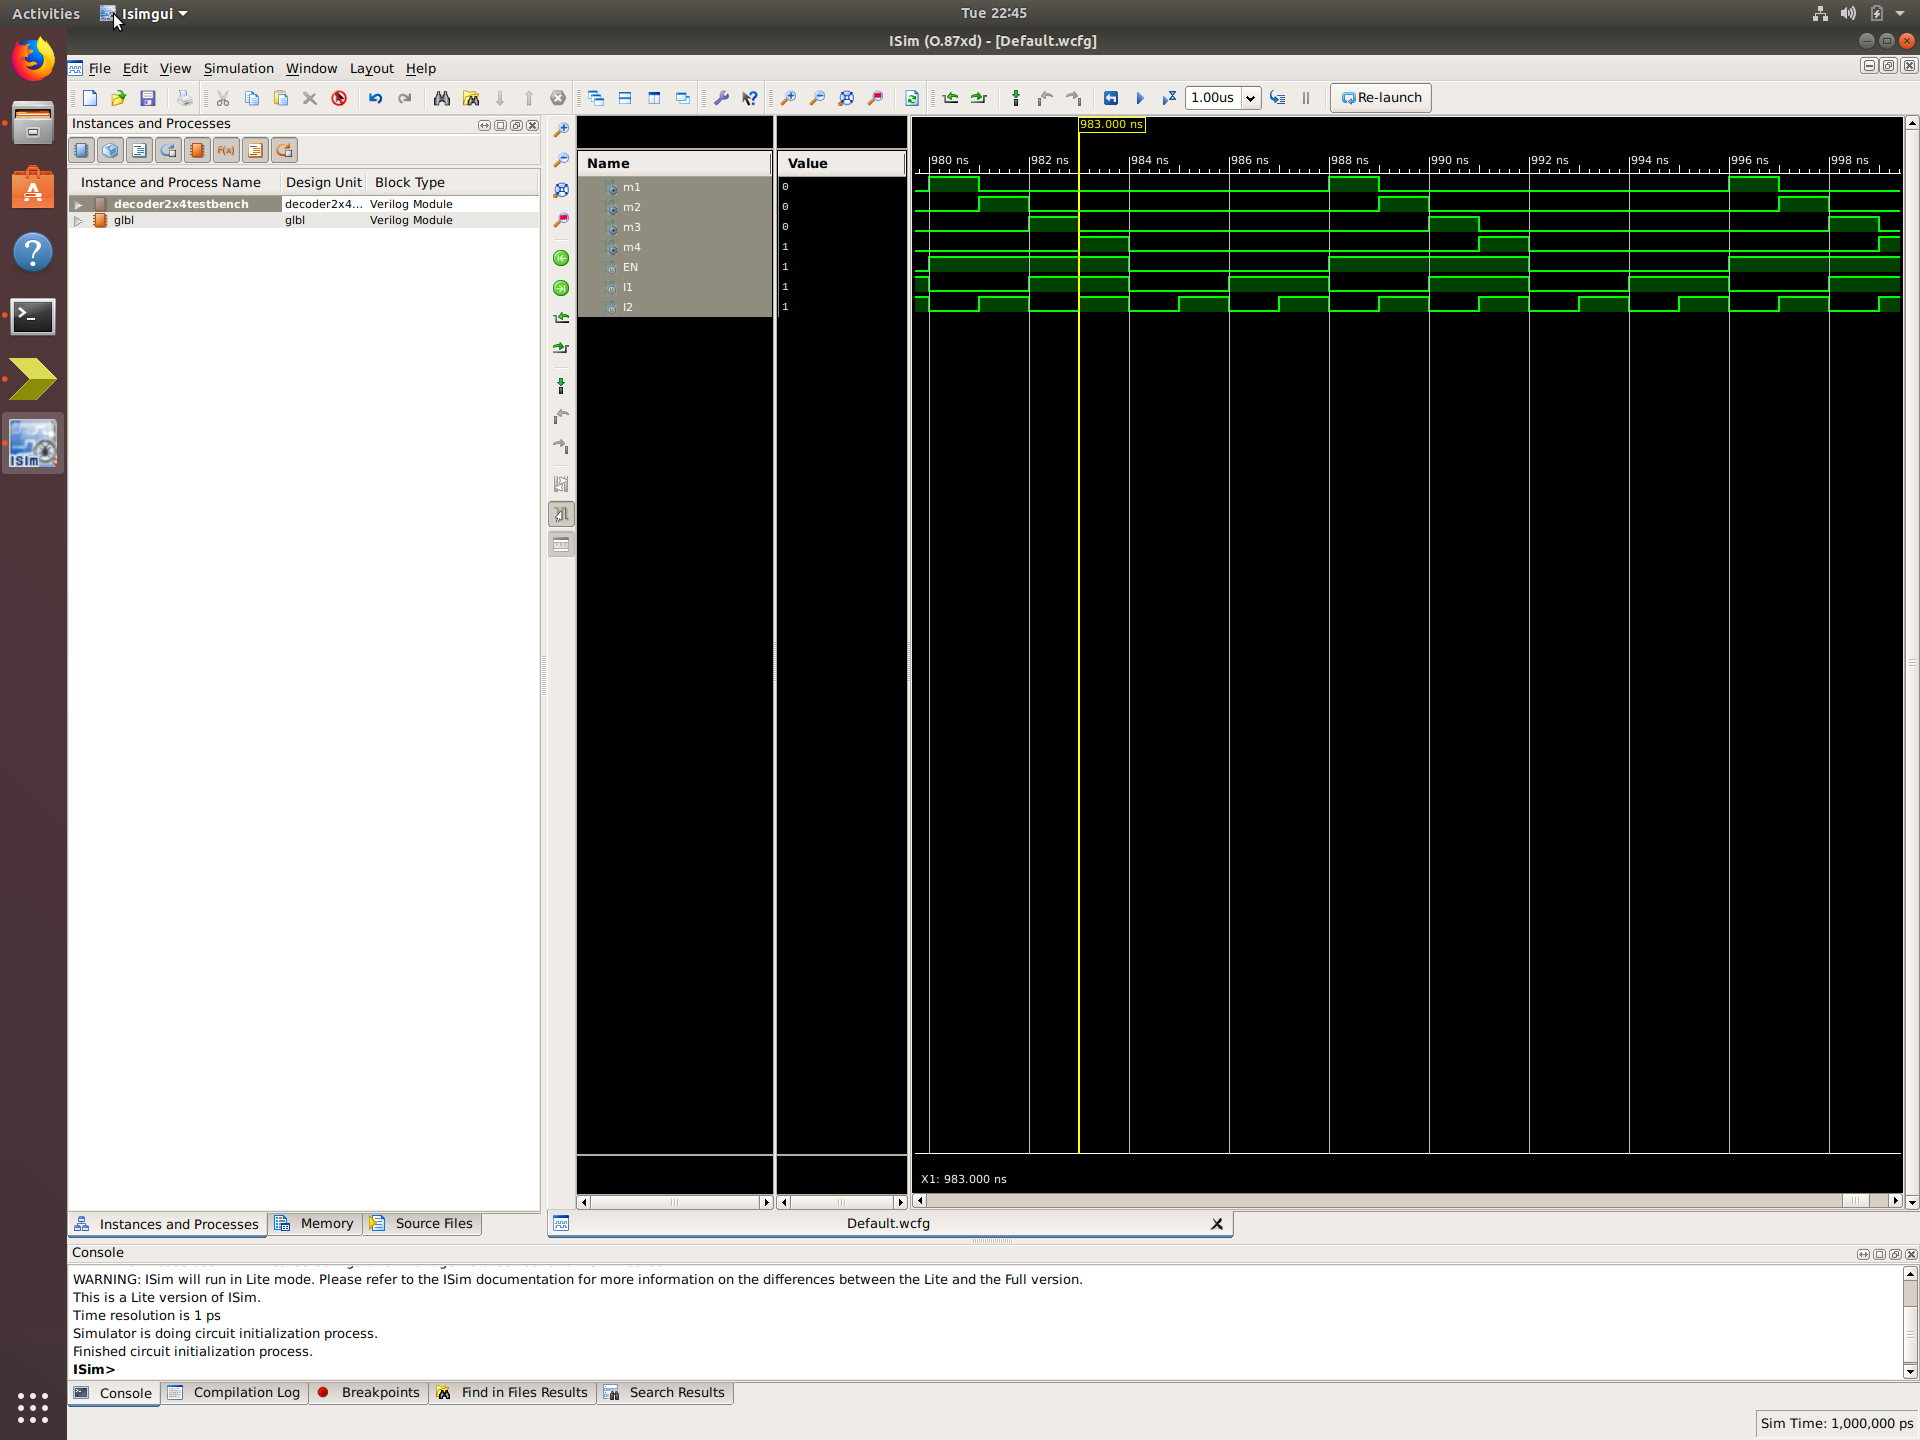 Activities Isimgui Tue 22:45
ISim (O.87xd) - [Default.wcfg]
File Edit View Simulation Window Layout Help
1.00us Re-launch
Instances and Processes
983.000 ns
F(x)
Name Value
980 ns 982 ns 984 ns 986 ns 988 ns 990 ns 992 ns 994 ns 996 ns 998 ns
Instance and Process Name Design Unit Block Type
decoder2x4testbench decoder2x4... Verilog Module
glbl glbl Verilog Module
m1 0
m2 0
m3 0
m4 1
EN 1
I1 1
I2 1
ISim
X1: 983.000 ns
Instances and Processes Memory Source Files
Default.wcfg
Console
WARNING: ISim will run in Lite mode. Please refer to the ISim documentation for more information on the differences between the Lite and the Full version.
This is a Lite version of ISim.
Time resolution is 1 ps
Simulator is doing circuit initialization process.
Finished circuit initialization process.
ISim>
Console Compilation Log Breakpoints Find in Files Results Search Results
Sim Time: 1,000,000 ps